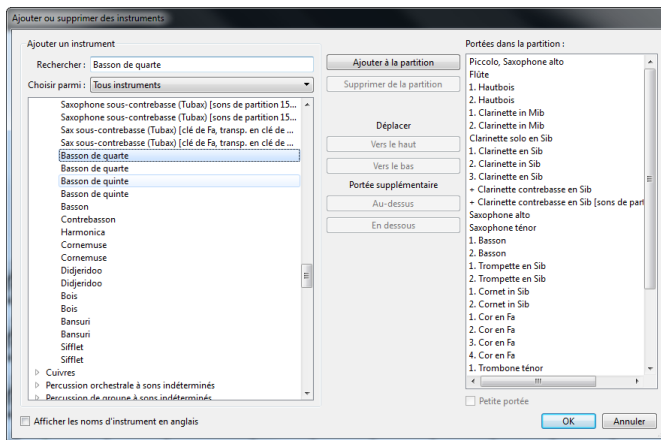 Ajouter ou supprimer des instruments
Ajouter un instrument
Rechercher : Basson de quarte
Choisir parmi : Tous instruments
Saxophone sous-contrebasse (Tubax) [sons de partition 15...
Saxophone sous-contrebasse (Tubax) [sons de partition 15...
Sax sous-contrebasse (Tubax) [clé de Fa, transp. en clé de ...
Sax sous-contrebasse (Tubax) [clé de Fa, transp. en clé de ...
Basson de quarte
Basson de quarte
Basson de quinte
Basson de quinte
Basson
Contrebasson
Harmonica
Cornemuse
Cornemuse
Didjeridoo
Didjeridoo
Bois
Bois
Bansuri
Bansuri
Sifflet
Sifflet
Cuivres
Percussion orchestrale à sons indéterminés
Percussion de groupe à sons indéterminés
Afficher les noms d'instrument en anglais
Ajouter à la partition
Supprimer de la partition
Déplacer
Vers le haut
Vers le bas
Portée supplémentaire
Au-dessus
En dessous
Portées dans la partition :
Piccolo, Saxophone alto
Flûte
1. Hautbois
2. Hautbois
1. Clarinette in Mib
2. Clarinette in Mib
Clarinette solo en Sib
1. Clarinette en Sib
2. Clarinette in Sib
3. Clarinette en Sib
+ Clarinette contrebasse en Sib
+ Clarinette contrebasse en Sib [sons de part
Saxophone alto
Saxophone ténor
1. Basson
2. Basson
1. Trompette en Sib
2. Trompette en Sib
1. Cornet in Sib
2. Cornet in Sib
1. Cor en Fa
2. Cor en Fa
3. Cor en Fa
4. Cor en Fa
1. Trombone ténor
Petite portée
OK
Annuler